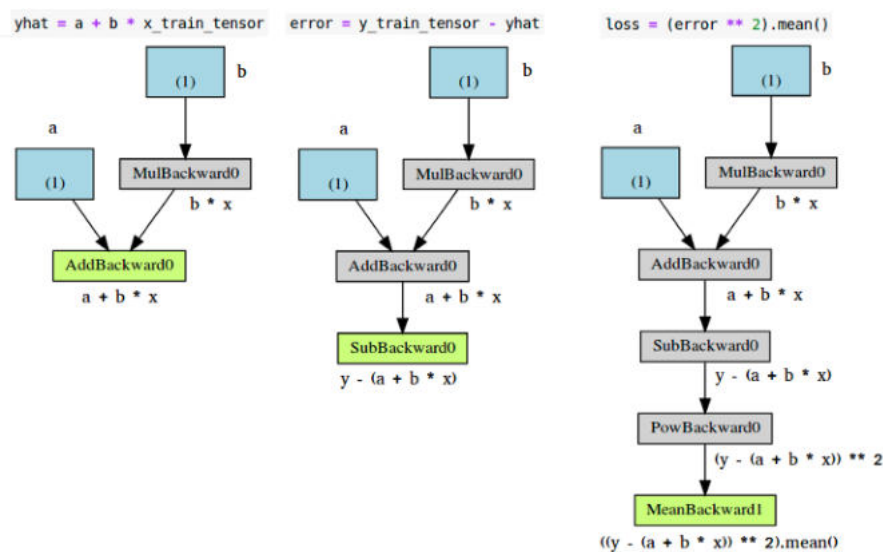 yhat = a + b * x_train_tensor
(1)
b
a
(1)
MulBackward0
b * x
AddBackward0
a + b * x
error = y_train_tensor - yhat
(1)
b
a
(1)
MulBackward0
b * x
AddBackward0
a + b * x
SubBackward0
y - (a + b * x)
loss = (error ** 2).mean()
(1)
b
a
(1)
MulBackward0
b * x
AddBackward0
a + b * x
SubBackward0
y - (a + b * x)
PowBackward0
(y - (a + b * x)) ** 2
MeanBackward1
((y - (a + b * x)) ** 2).mean()